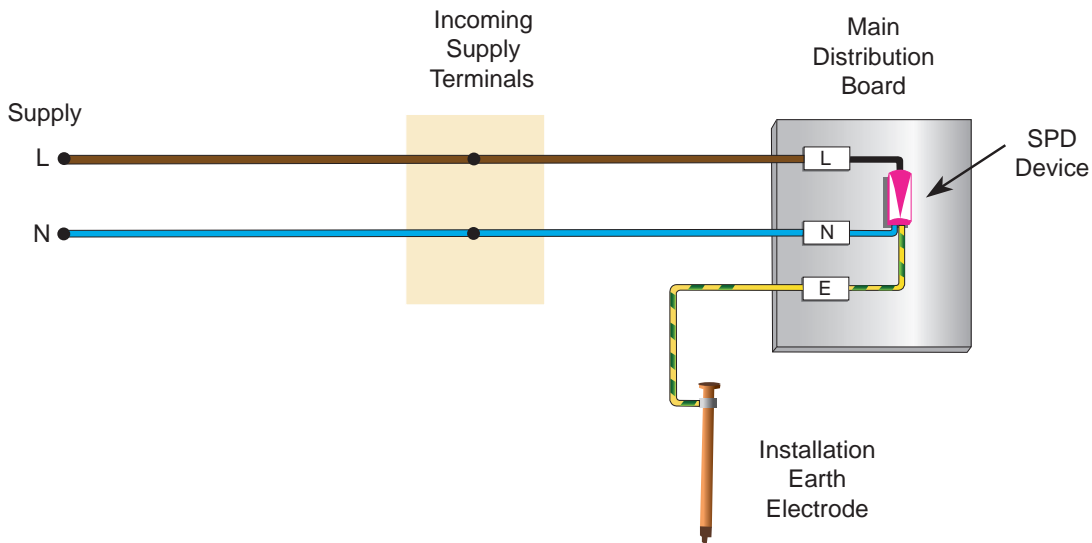 Incoming
Supply
Terminals
Main
Distribution
Board
Supply
L
N
L
N
E
SPD
Device
Installation
Earth
Electrode